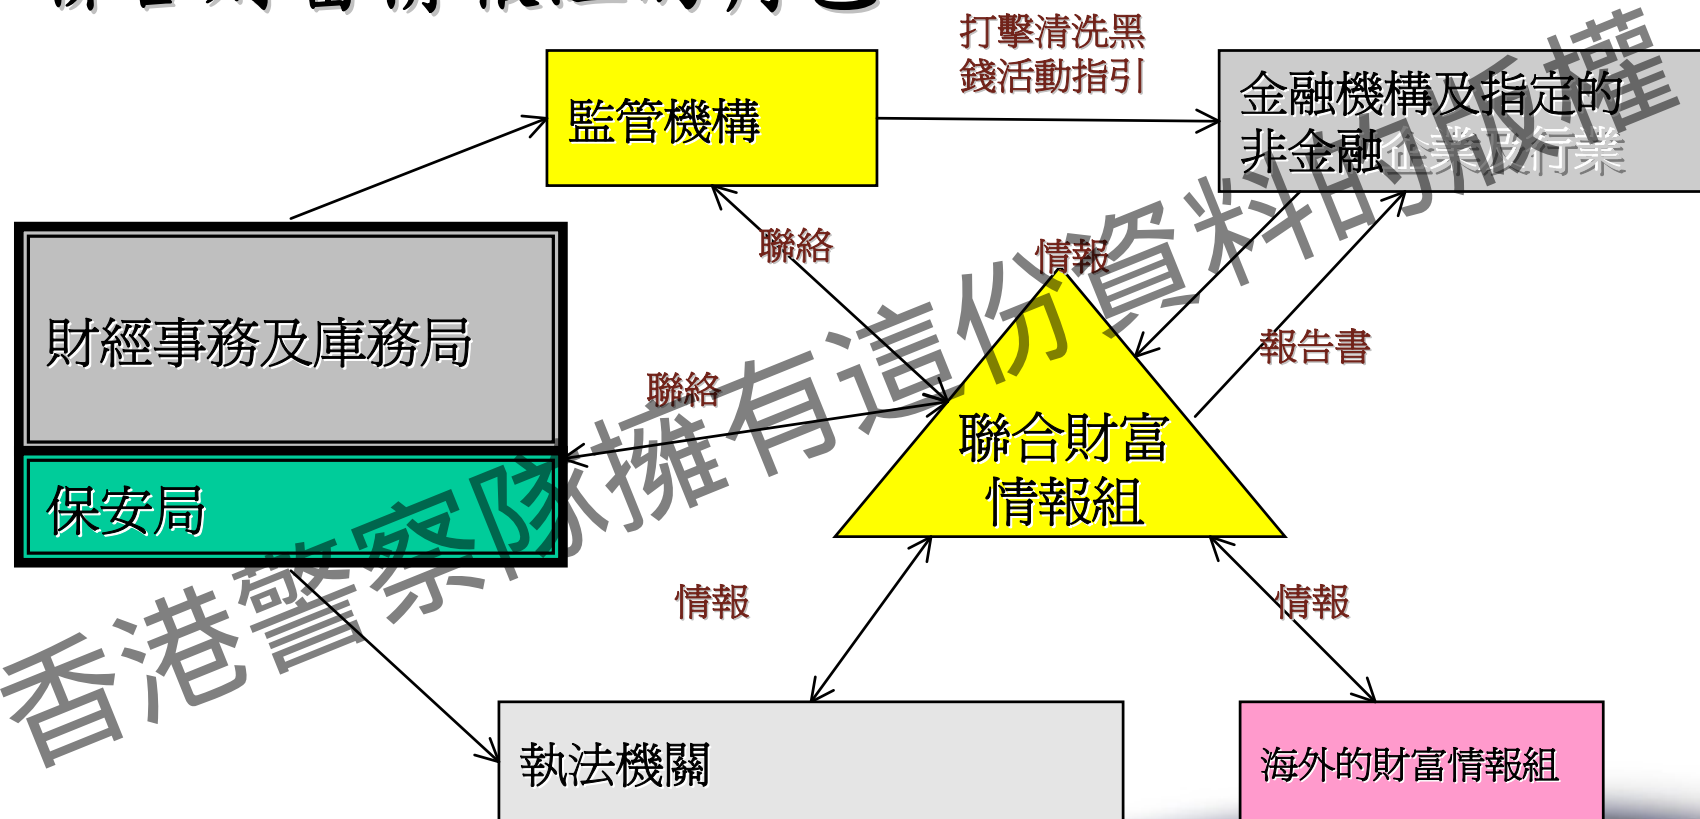 打擊清洗黑
錢活動指引
監管機構
金融機構及指定的
非金融企業及行業
聯絡
情報
財經事務及庫務局
報告書
聯絡
聯合財富
情報組
保安局
情報
情報
執法機關
海外的財富情報組
香港警察隊擁有這份資料的版權